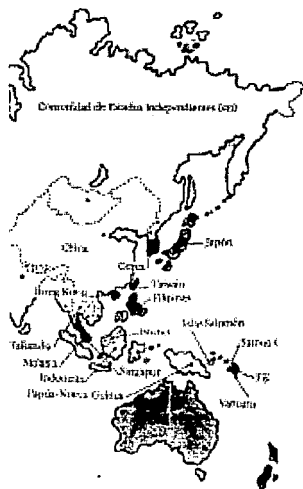 Comunidad de Estados Independientes (CEI)
China
Corea
Japón
Taiwán
Filipinas
Hong Kong
Brunei
Islas Salomón
Tailandia
Malasia
Indonesia
Singapur
Papúa-Nueva Guinea
Fiji
Vanuatu